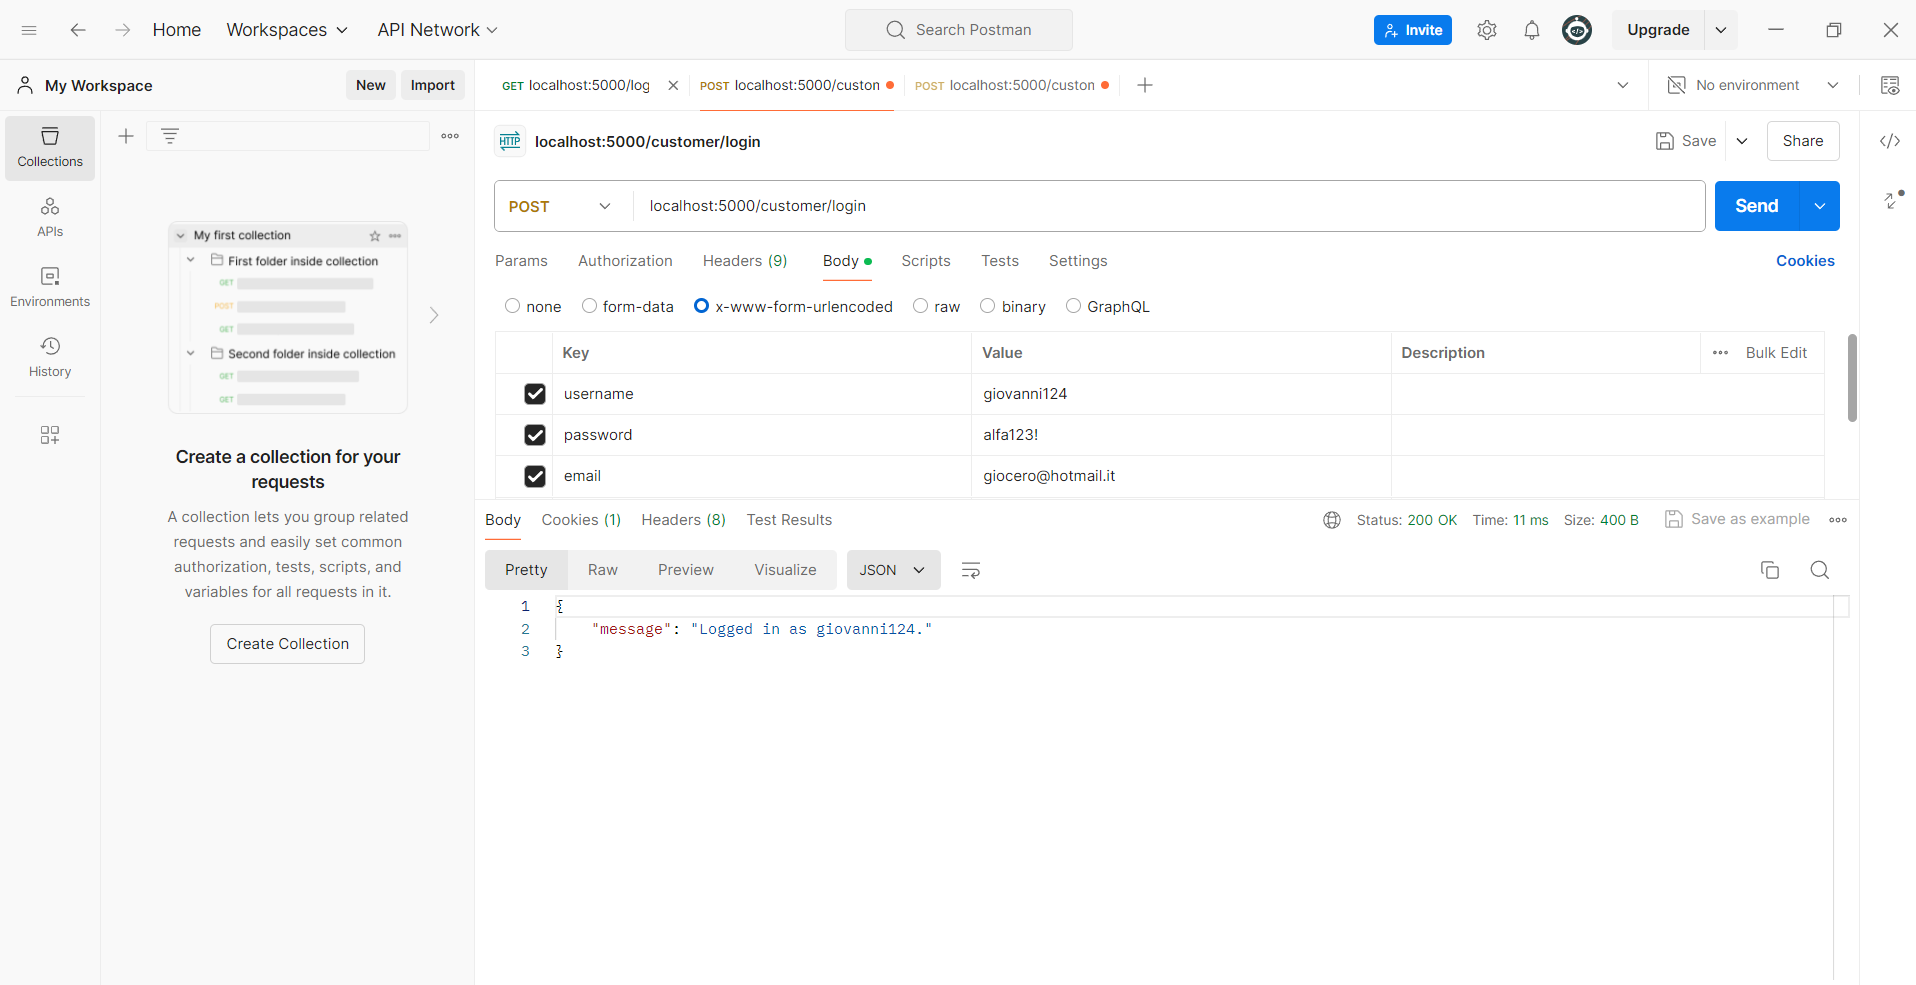 Home Workspaces API Network Search Postman Invite Upgrade
My Workspace New Import GET localhost:5000/log POST localhost:5000/custon POST localhost:5000/custon No environment
Collections
APIs
Environments
History
My first collection
First folder inside collection
GET
POST
GET
Second folder inside collection
GET
GET
Create a collection for your
requests
A collection lets you group related
requests and easily set common
authorization, tests, scripts, and
variables for all requests in it.
Create Collection
HTTP localhost:5000/customer/login Save Share
POST localhost:5000/customer/login Send
Params Authorization Headers (9) Body Scripts Tests Settings Cookies
none form-data x-www-form-urlencoded raw binary GraphQL
Key Value Description Bulk Edit
username giovanni124
password alfa123!
email giocero@hotmail.it
Body Cookies (1) Headers (8) Test Results Status: 200 OK Time: 11 ms Size: 400 B Save as example
Pretty Raw Preview Visualize JSON
1 {
2 "message": "Logged in as giovanni124."
3 }